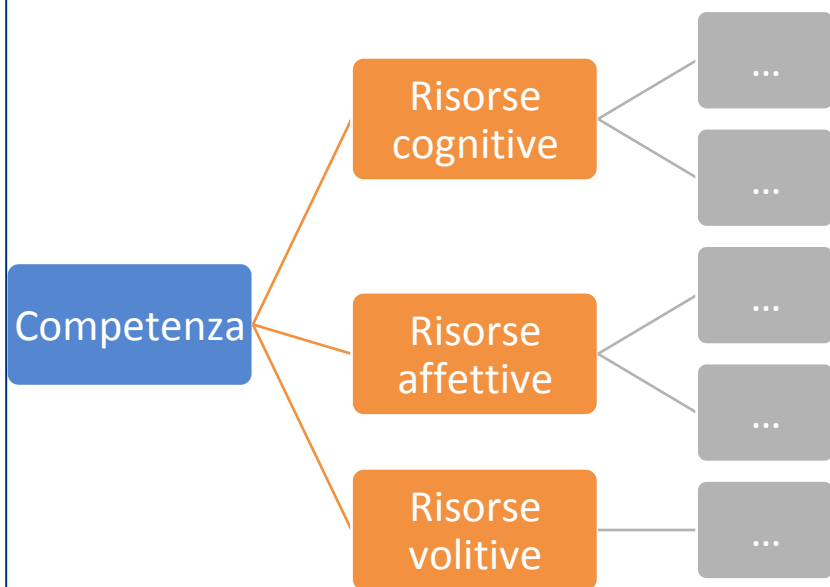 Competenza
Risorse
cognitive
Risorse
affettive
Risorse
volitive
...
...
...
...
...